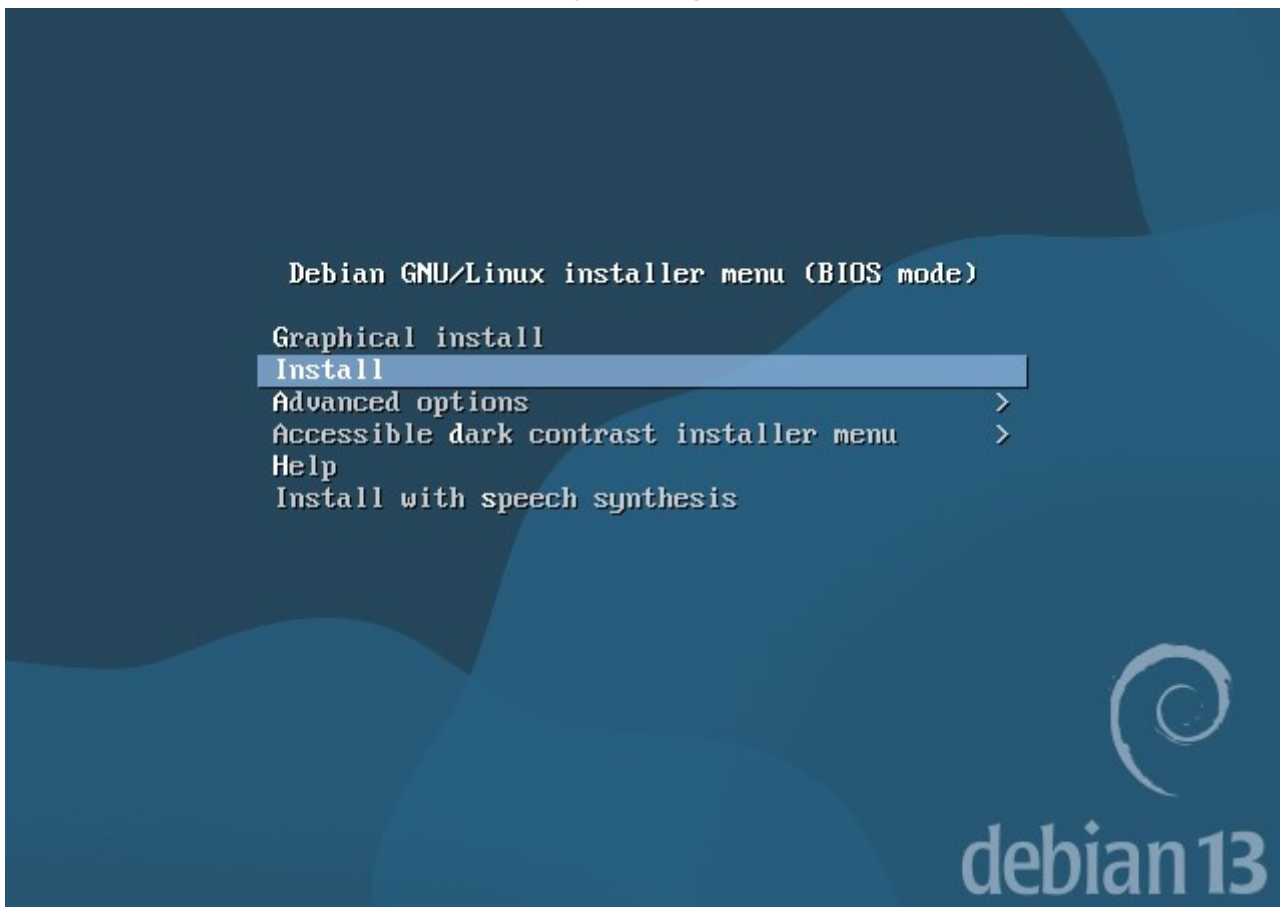 Debian GNU/Linux installer menu (BIOS mode)
Graphical install
Install
Advanced options >
Accessible dark contrast installer menu >
Help
Install with speech synthesis
debian 13